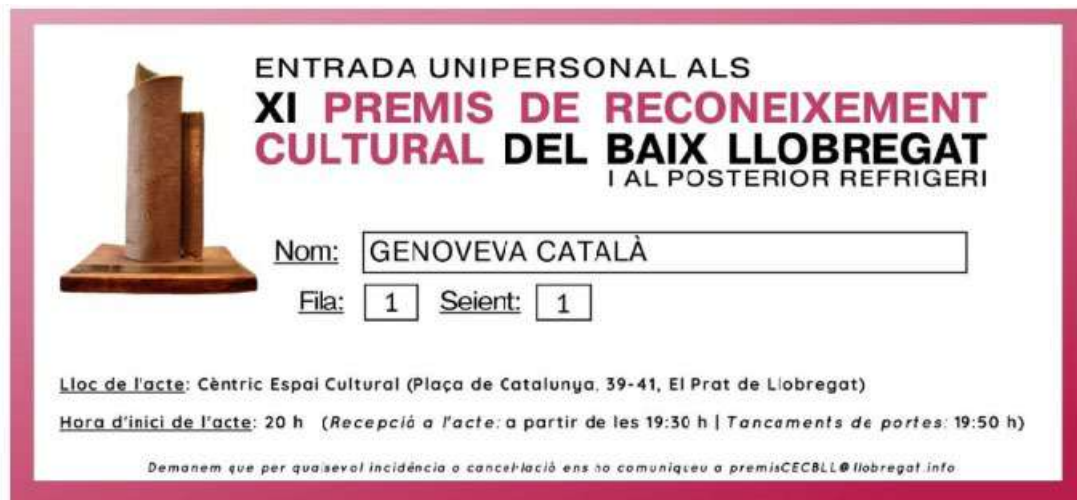 ENTRADA UNIPERSONAL ALS
XI PREMIS DE RECONEIXEMENT
CULTURAL DEL BAIX LLOBREGAT
I AL POSTERIOR REFRIGERI
Nom: GENOVEVA CATALÀ
Fila: 1 Seient: 1
Lloc de l'acte: Cèntric Espai Cultural (Plaça de Catalunya, 39-41, El Prat de Llobregat)
Hora d'inici de l'acte: 20 h (Recepció a l'acte: a partir de les 19:30 h | Tancaments de portes: 19:50 h)
Demanem que per qualsevol incidència o cancel·lació ens ho comuniqueu a premisCECBLL@llobregat.info